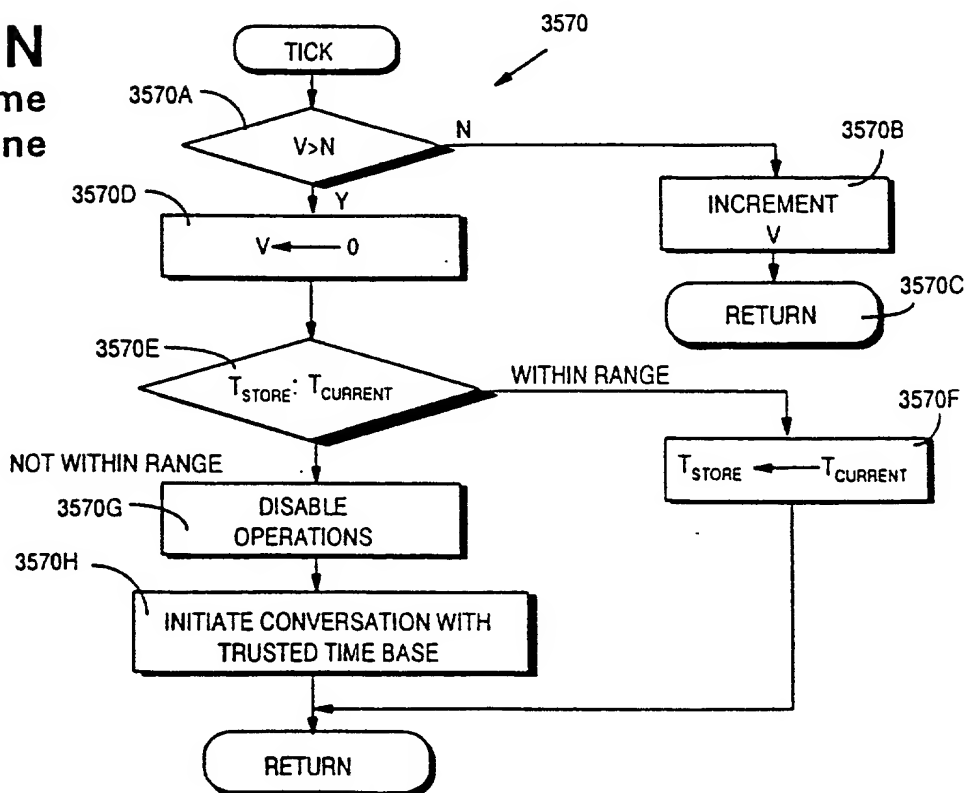 N
me
ne
3570
TICK
3570A
V>N
N
3570B
INCREMENT
V
3570D
Y
V ← 0
3570C
RETURN
3570E
TSTORE: TCURRENT
WITHIN RANGE
3570F
TSTORE ← TCURRENT
NOT WITHIN RANGE
3570G
DISABLE
OPERATIONS
3570H
INITIATE CONVERSATION WITH
TRUSTED TIME BASE
RETURN